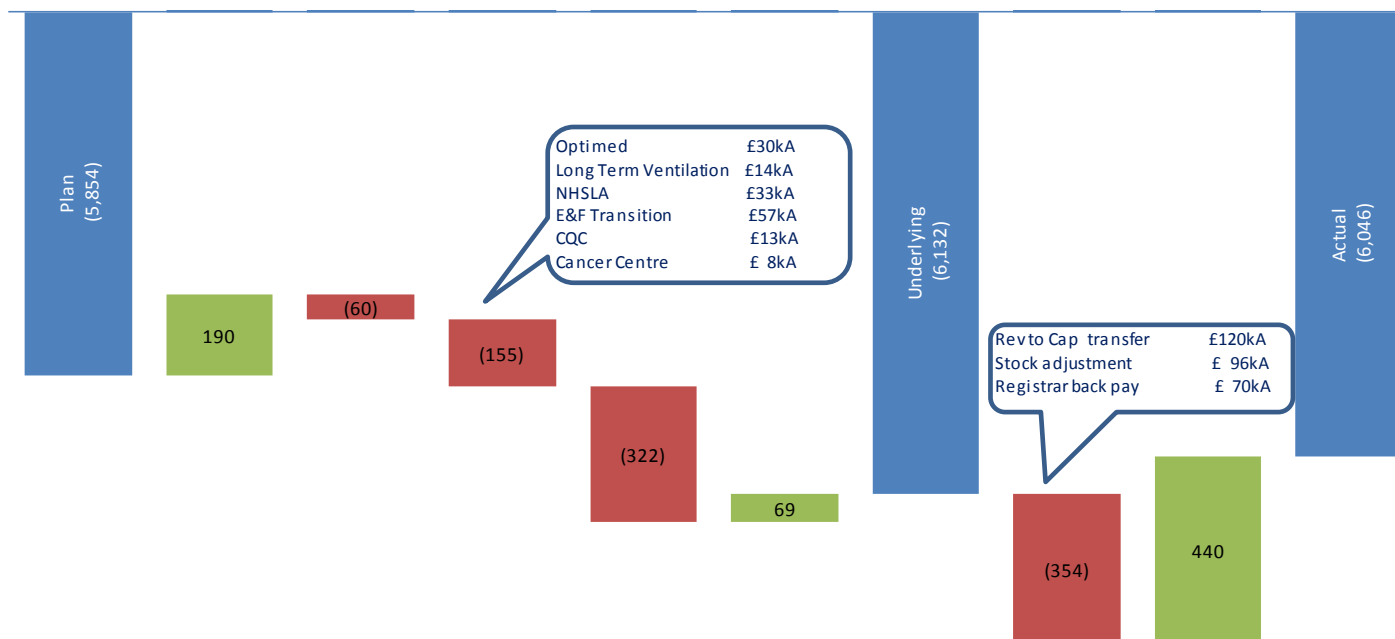 Plan
(5,854)
190
(60)
(155)
Optimed £30kA
Long Term Ventilation £14kA
NHSLA £33kA
E&F Transition £57kA
CQC £13kA
Cancer Centre £ 8kA
(322)
69
Underlying
(6,132)
Rev to Cap transfer £120kA
Stock adjustment £ 96kA
Registrar back pay £ 70kA
(354)
440
Actual
(6,046)